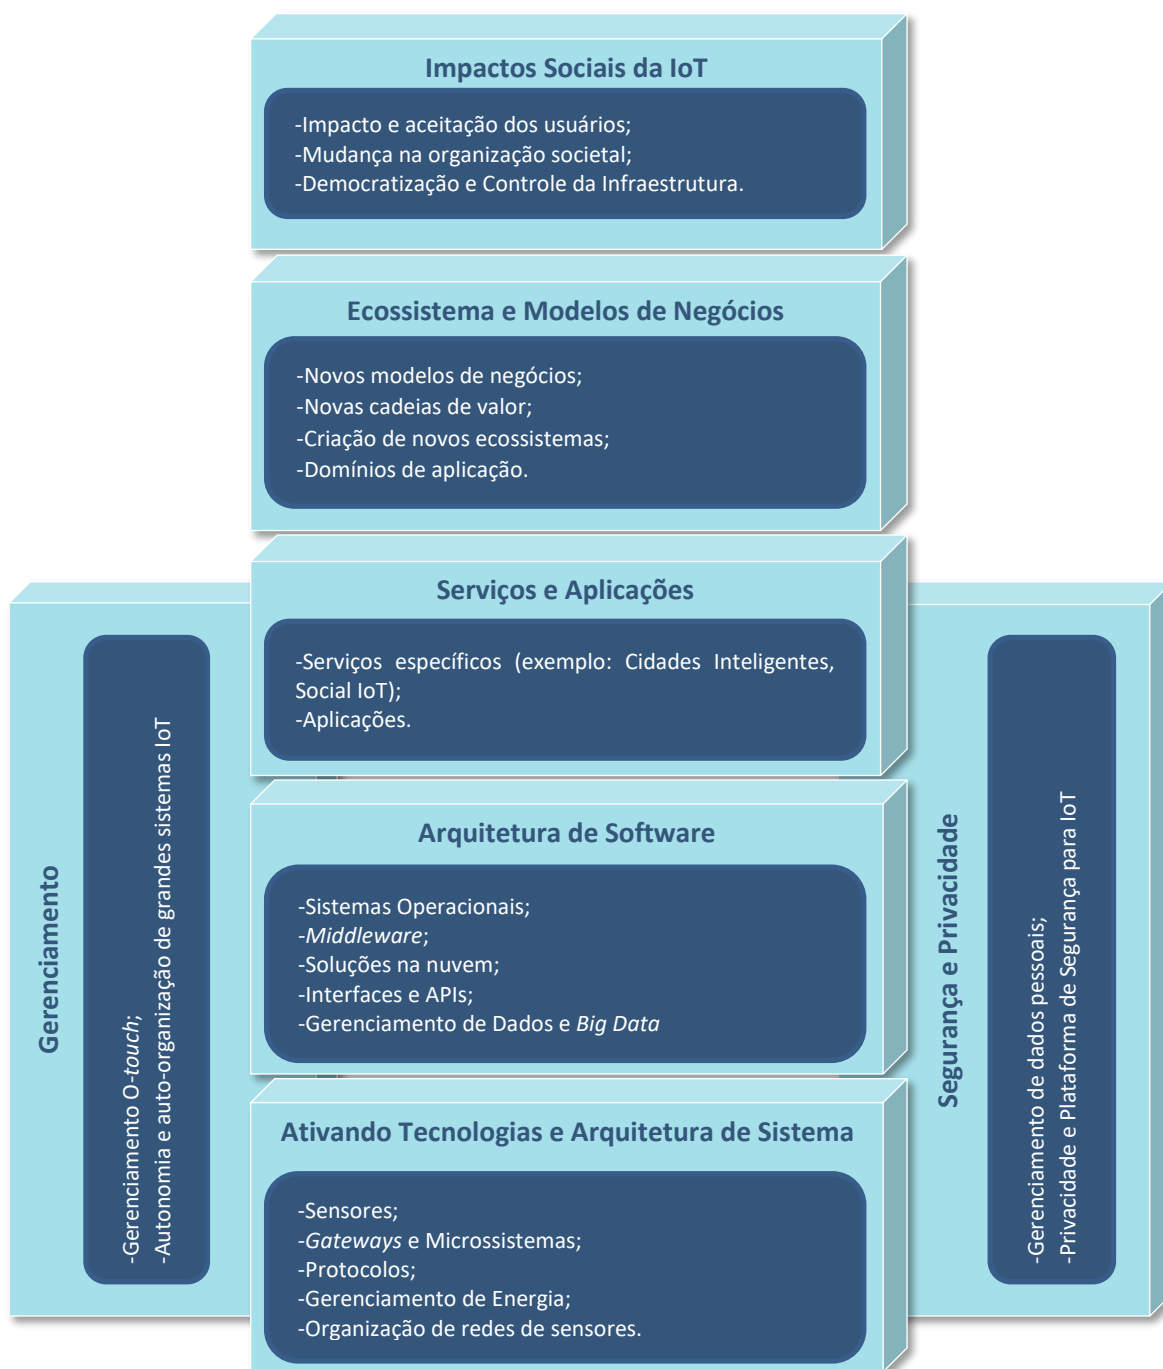 Impactos Sociais da IoT
-Impacto e aceitação dos usuários;
-Mudança na organização societal;
-Democratização e Controle da Infraestrutura.
Ecossistema e Modelos de Negócios
-Novos modelos de negócios;
-Novas cadeias de valor;
-Criação de novos ecossistemas;
-Domínios de aplicação.
Serviços e Aplicações
-Serviços específicos (exemplo: Cidades Inteligentes,
Social IoT);
-Aplicações.
Arquitetura de Software
-Sistemas Operacionais;
-Middleware;
-Soluções na nuvem;
-Interfaces e APIs;
-Gerenciamento de Dados e Big Data
Ativando Tecnologias e Arquitetura de Sistema
-Sensores;
-Gateways e Microssistemas;
-Protocolos;
-Gerenciamento de Energia;
-Organização de redes de sensores.
Gerenciamento
-Gerenciamento O-touch;
-Autonomia e auto-organização de grandes sistemas IoT
Segurança e Privacidade
-Gerenciamento de dados pessoais;
-Privacidade e Plataforma de Segurança para IoT